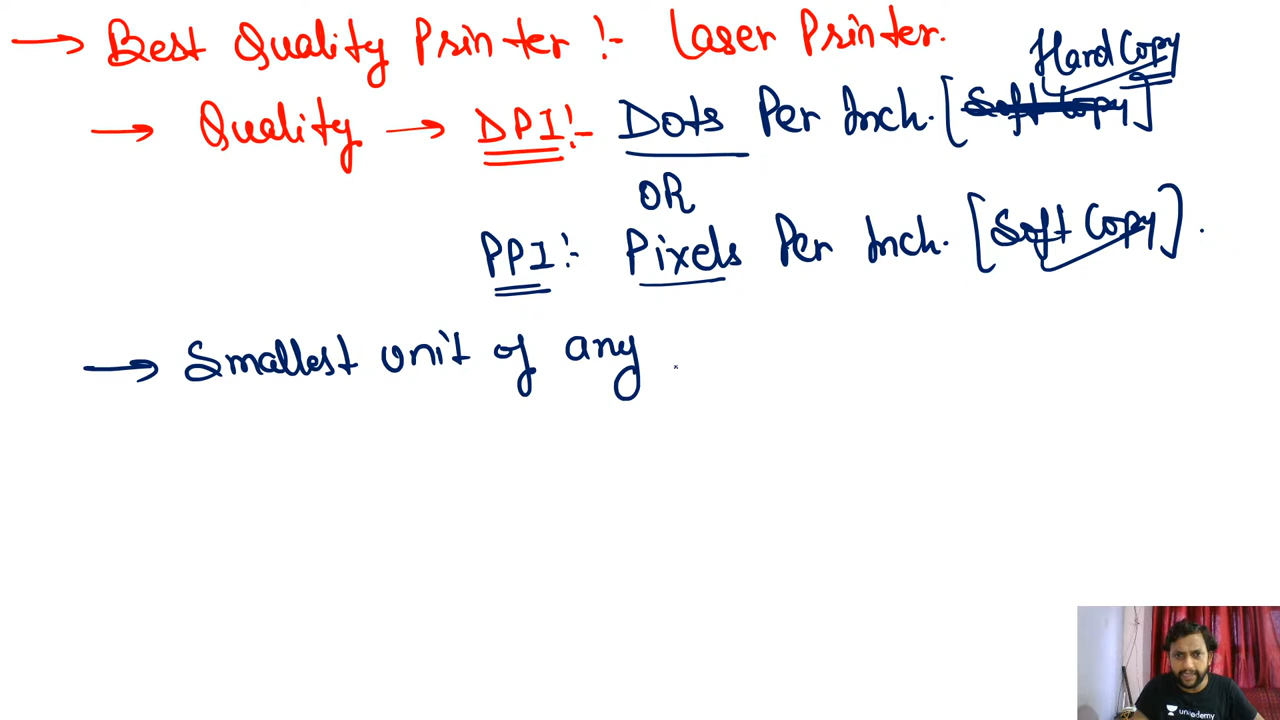 → Best Quality Printer :- Laser Printer.
Hard Copy
→ Quality → DPI :- Dots Per Inch. [Soft Copy]
OR
PPI :- Pixels Per Inch. [Soft Copy].
→ Smallest unit of any
unacademy